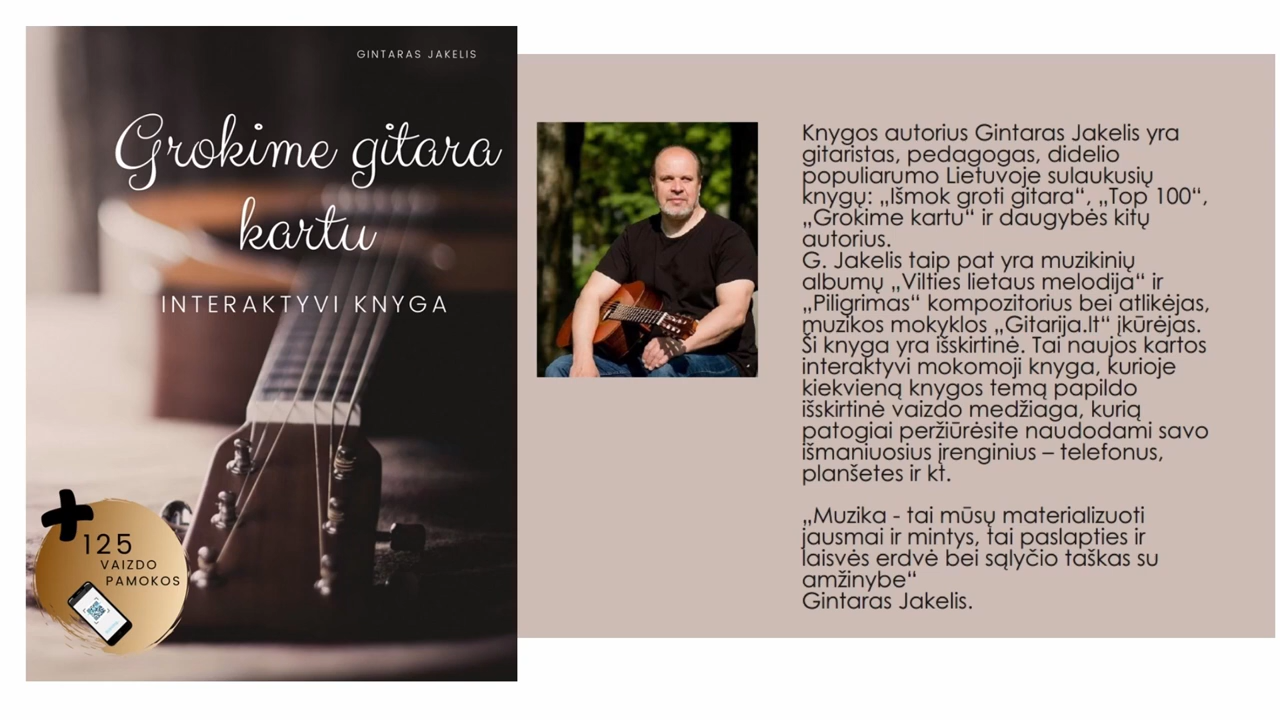 GINTARAS JAKELIS
Grokime gitara
kartu
INTERAKTYVI KNYGA
125
VAIZDO
PAMOKOS
Knygos autorius Gintaras Jakelis yra
gitaristas, pedagogas, didelio
populiarumo Lietuvoje sulaukusių
knygų: „Išmok groti gitara“, „Top 100“,
„Grokime kartu“ ir daugybės kitų
autorius.
G. Jakelis taip pat yra muzikinių
albumų „Vilties lietaus melodija“ ir
„Piligrimas“ kompozitorius bei atlikėjas,
muzikos mokyklos „Gitarija.lt“ įkūrėjas.
Ši knyga yra išskirtinė. Tai naujos kartos
interaktyvi mokomoji knyga, kurioje
kiekvieną knygos temą papildo
išskirtinė vaizdo medžiaga, kurią
patogiai peržiūrėsite naudodami savo
išmaniuosius įrenginius – telefonus,
planšetes ir kt.
„Muzika - tai mūsų materializuoti
jausmai ir mintys, tai paslapties ir
laisvės erdvė bei sąlyčio taškas su
amžinybe“
Gintaras Jakelis.